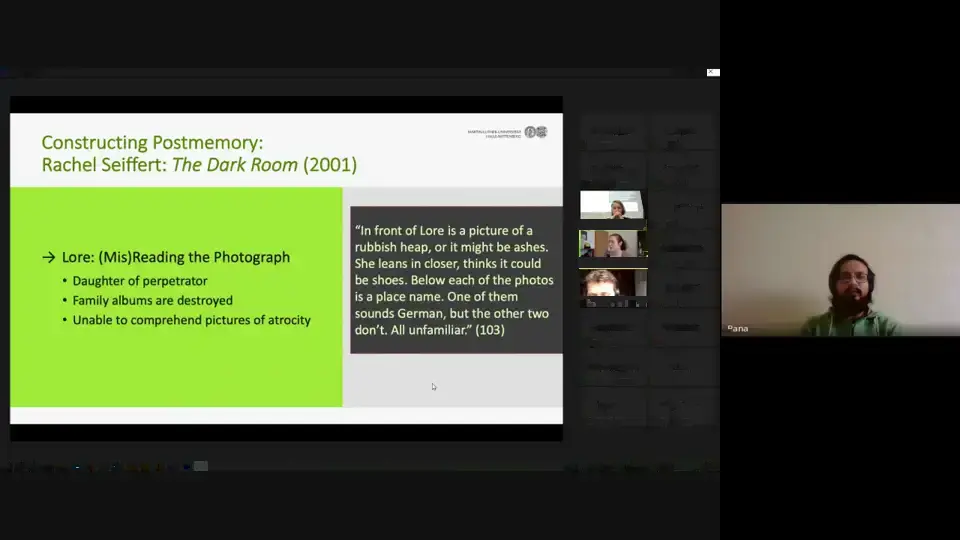 Constructing Postmemory:
Rachel Seiffert: The Dark Room (2001)
→ Lore: (Mis)Reading the Photograph
• Daughter of perpetrator
• Family albums are destroyed
• Unable to comprehend pictures of atrocity
“In front of Lore is a picture of a
rubbish heap, or it might be ashes.
She leans in closer, thinks it could
be shoes. Below each of the photos
is a place name. One of them
sounds German, but the other two
don’t. All unfamiliar.” (103)